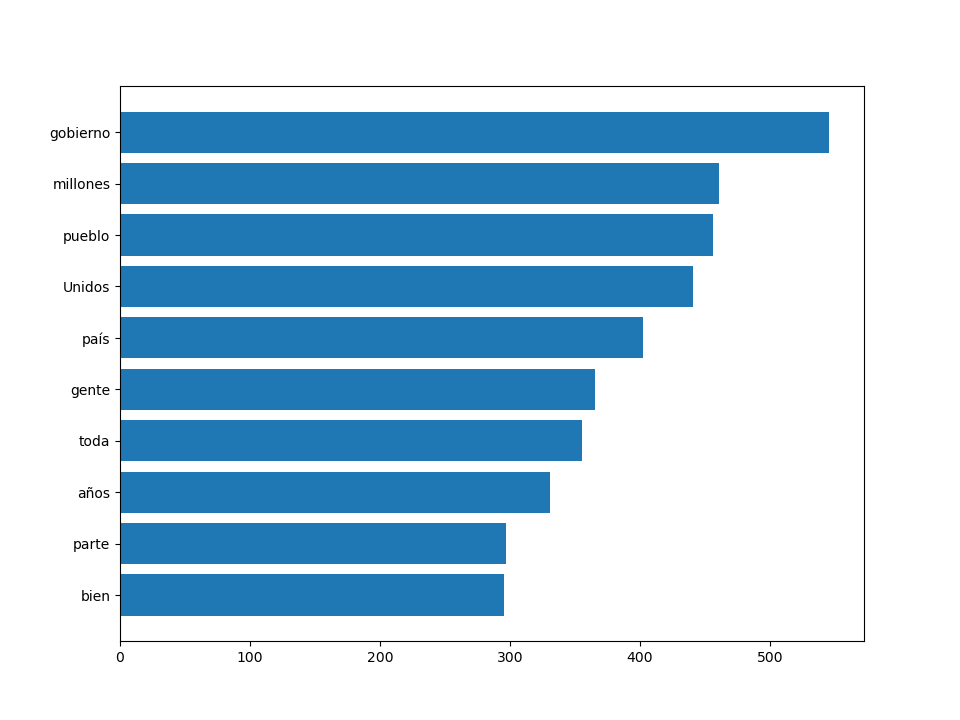 gobierno
millones
pueblo
Unidos
país
gente
toda
años
parte
bien
0 100 200 300 400 500